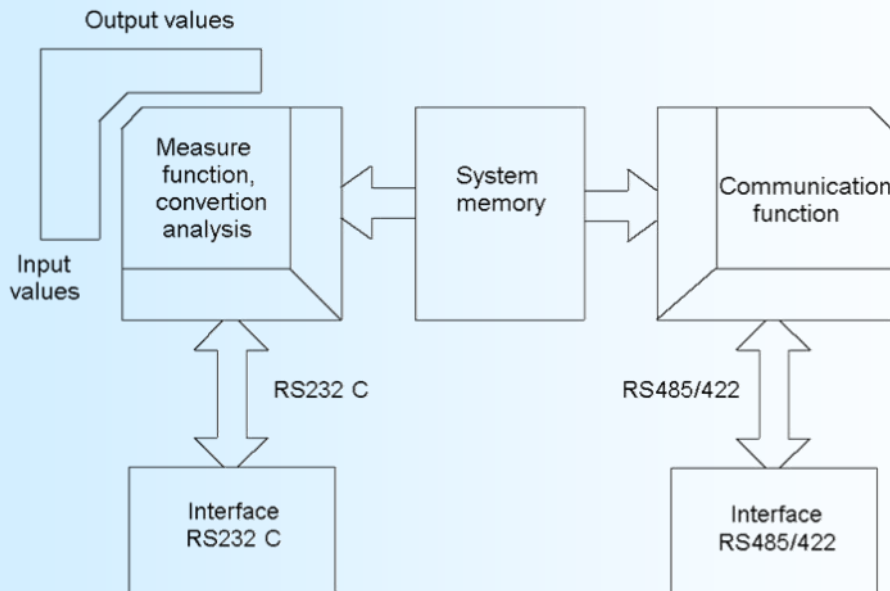 Output values
Measure
function,
convertion
analysis
System
memory
Communication
function
Input
values
RS232 C
RS485/422
Interface
RS232 C
Interface
RS485/422